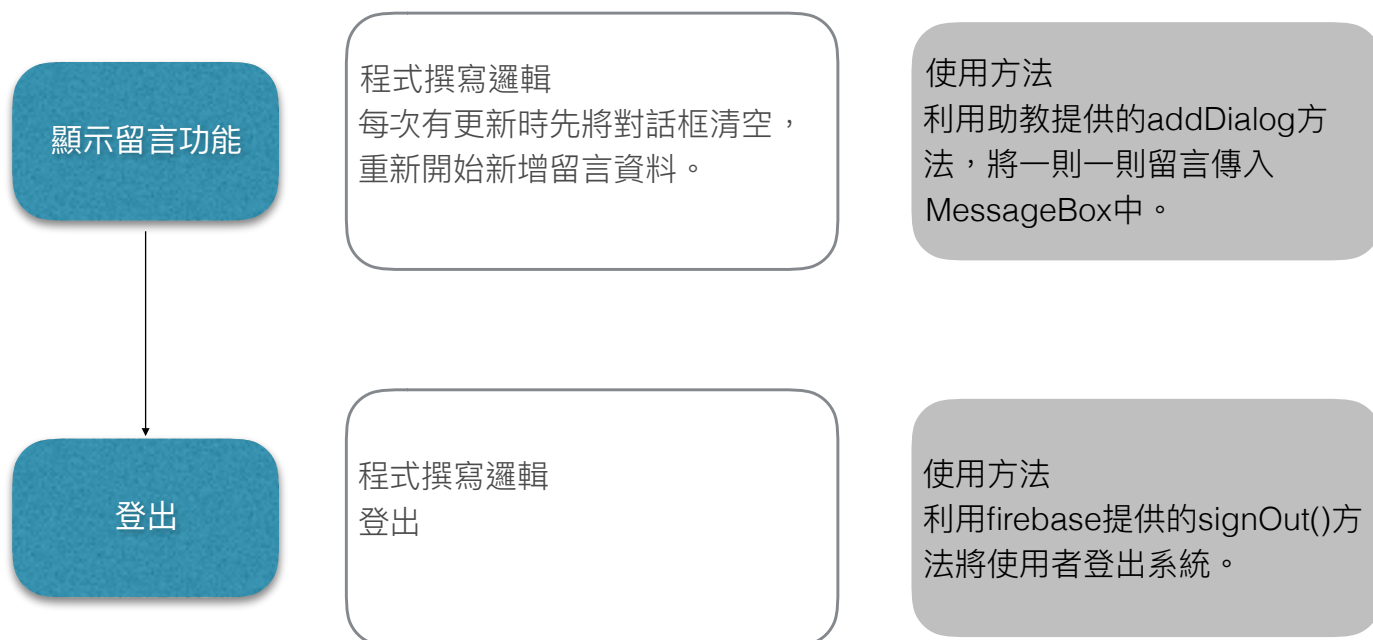 顯示留言功能
程式撰寫邏輯
每次有更新時先將對話框清空，
重新開始新增留言資料。
使用方法
利用助教提供的addDialog方
法，將一則一則留言傳入
MessageBox中。
登出
程式撰寫邏輯
登出
使用方法
利用firebase提供的signOut()方
法將使用者登出系統。